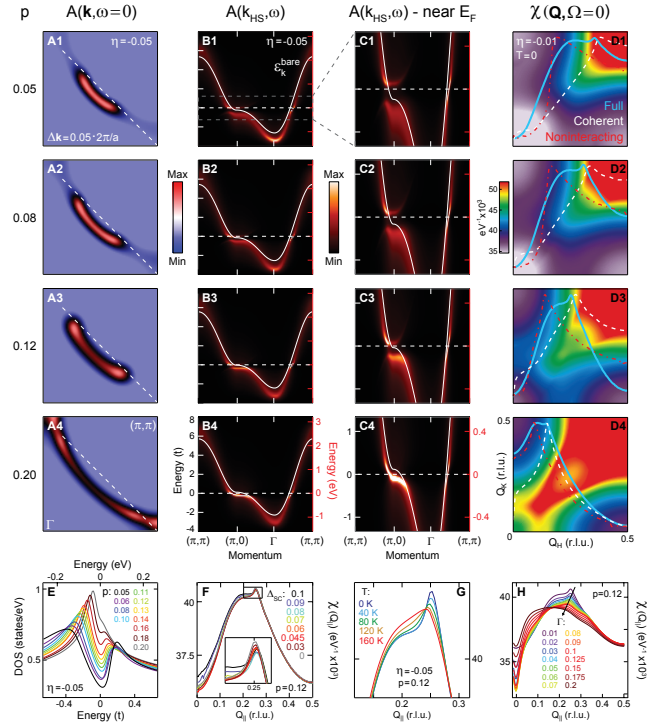 p A(k,ω=0) A(k_HS,ω) A(k_HS,ω) - near E_F χ(Q,Ω=0)
A1 η=-0.05 B1 η=-0.05 C1 η=-0.01 D1
ε_k^bare T=0
0.05
Full
Coherent
Δk=0.05·2π/a Noninteracting
A2 B2 C2 D2
Max Max
0.08
Min Min
50
45
40
35
eV⁻¹x10³
A3 B3 C3 D3
0.12
A4 (π,π) B4 C4 D4
0.20
Γ
Energy (t)
6
4
2
0
-2
-4
Energy (eV)
3
2
1
0
-1
0.4
0.2
0
-0.2
-0.4
0.5
Q_K (r.l.u.)
0
0 Q_H (r.l.u.) 0.5
(π,π) (π,0) Γ (π,π) (π,π) (π,0) Γ (π,π)
Momentum Momentum
Energy (eV)
-0.2 0 0.2
E p: 0.05 0.11
0.06 0.12
0.08 0.13
0.10 0.14
0.16
0.18
0.20
DOS (states/eV)
1.0
0.5
η=-0.05
-0.5 0 0.5
Energy (t)
F Δ_SC: 0.1
0.09
0.08
0.07
0.06
0.045
0.03
0
40.0
37.5
0.25
p=0.12
0 0.1 0.2 0.3 0.4 0.5
Q_|| (r.l.u.)
T: G
0 K
40 K
80 K
120 K
160 K
η=-0.05
p=0.12
40
χ(Q_||) (eV⁻¹ x10³)
0.2 0.3
Q_|| (r.l.u.)
H p=0.12
Γ:
0.01 0.08
0.02 0.09
0.03 0.1
0.04 0.125
0.05 0.15
0.06 0.175
0.07 0.2
40
35
χ(Q_||) (eV⁻¹ x10³)
0 0.1 0.2 0.3 0.4 0.5
Q_|| (r.l.u.)